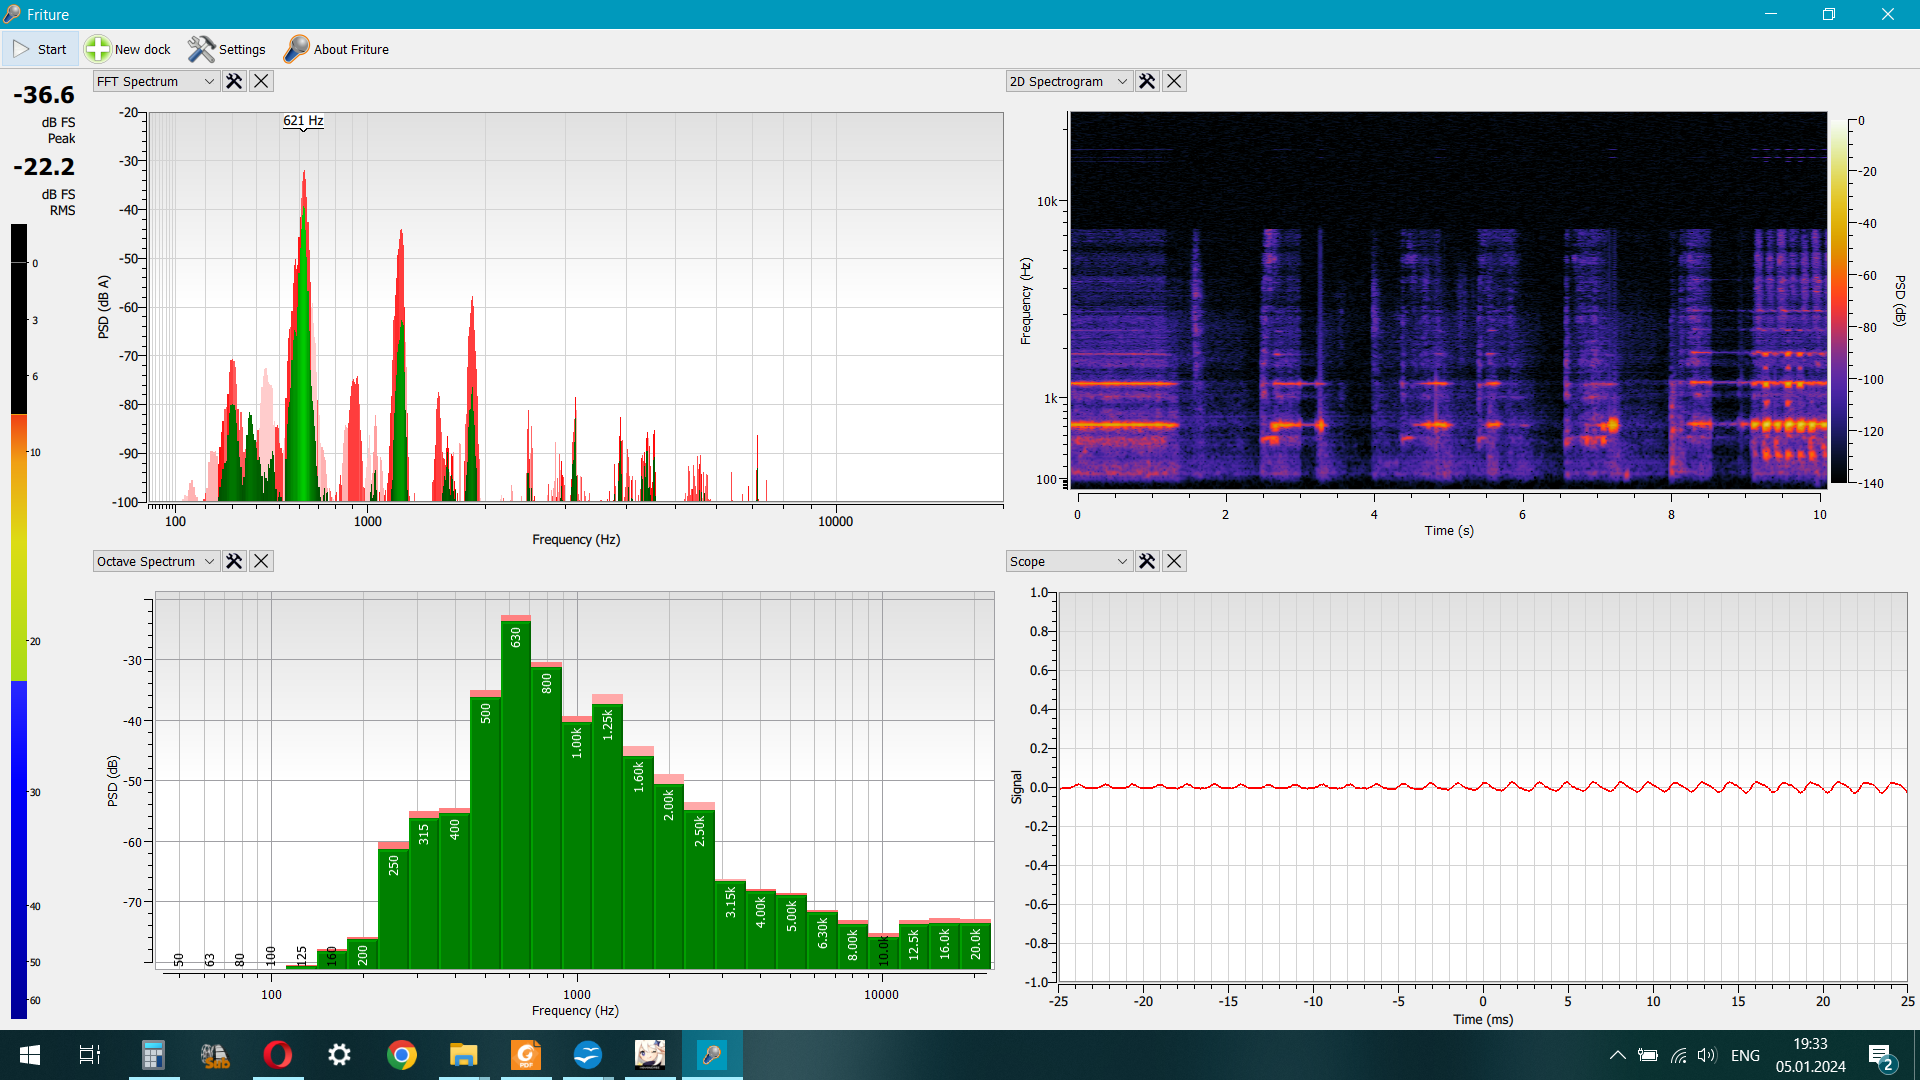 Friture
Start
New dock
Settings
About Friture
-36.6
dB FS
Peak
-22.2
dB FS
RMS
0
3
6
10
20
30
40
50
60
FFT Spectrum
621 Hz
-20
-30
-40
-50
-60
-70
-80
-90
-100
PSD (dB A)
100
1000
10000
Frequency (Hz)
2D Spectrogram
10k
1k
100
Frequency (Hz)
0
2
4
6
8
10
Time (s)
0
-20
-40
-60
-80
-100
-120
-140
PSD (dB)
Octave Spectrum
-30
-40
-50
-60
-70
PSD (dB)
50
63
80
100
125
160
200
250
315
400
500
630
800
1.00k
1.25k
1.60k
2.00k
2.50k
3.15k
4.00k
5.00k
6.30k
8.00k
10.0k
12.5k
16.0k
20.0k
100
1000
10000
Frequency (Hz)
Scope
1.0
0.8
0.6
0.4
0.2
0.0
-0.2
-0.4
-0.6
-0.8
-1.0
Signal
-25
-20
-15
-10
-5
0
5
10
15
20
25
Time (ms)
PDF
ENG
19:33
05.01.2024
2